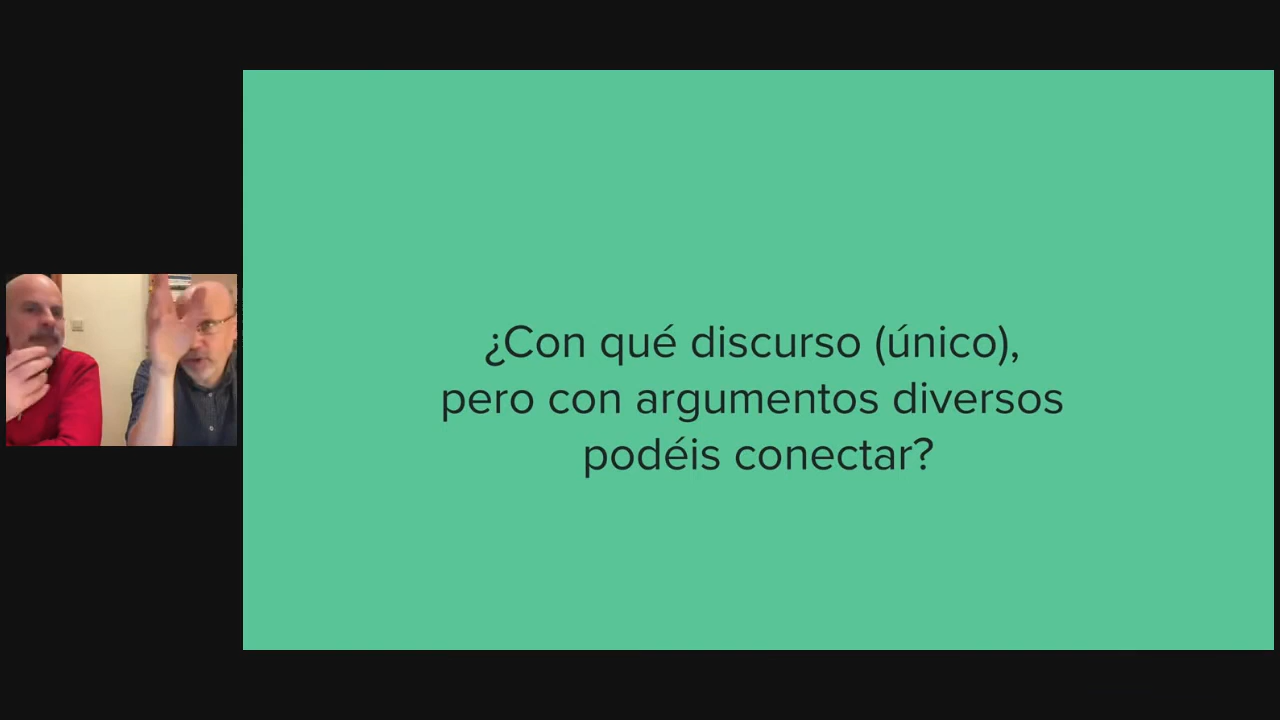 ¿Con qué discurso (único),
pero con argumentos diversos
podéis conectar?